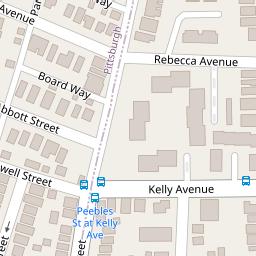 Pittsburgh
Rebecca Avenue
Board Way
bbott Street
well Street
Kelly Avenue
Peebles
St at Kelly
Ave